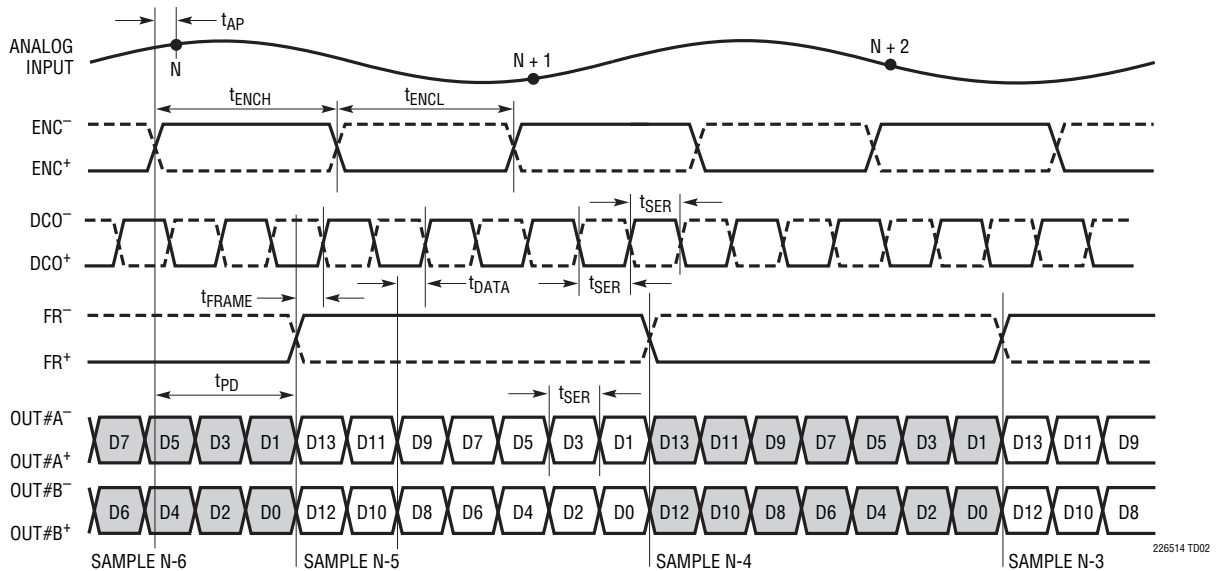 tAP
ANALOG
INPUT
N
N + 1
N + 2
tENCH
tENCL
ENC–
ENC+
DCO–
DCO+
tSER
tFRAME
tDATA
tSER
FR–
FR+
tPD
tSER
OUT#A–
OUT#A+
D7 D5 D3 D1 D13 D11 D9 D7 D5 D3 D1 D13 D11 D9 D7 D5 D3 D1 D13 D11 D9
OUT#B–
OUT#B+
D6 D4 D2 D0 D12 D10 D8 D6 D4 D2 D0 D12 D10 D8 D6 D4 D2 D0 D12 D10 D8
SAMPLE N-6 SAMPLE N-5 SAMPLE N-4 SAMPLE N-3
226514 TD02